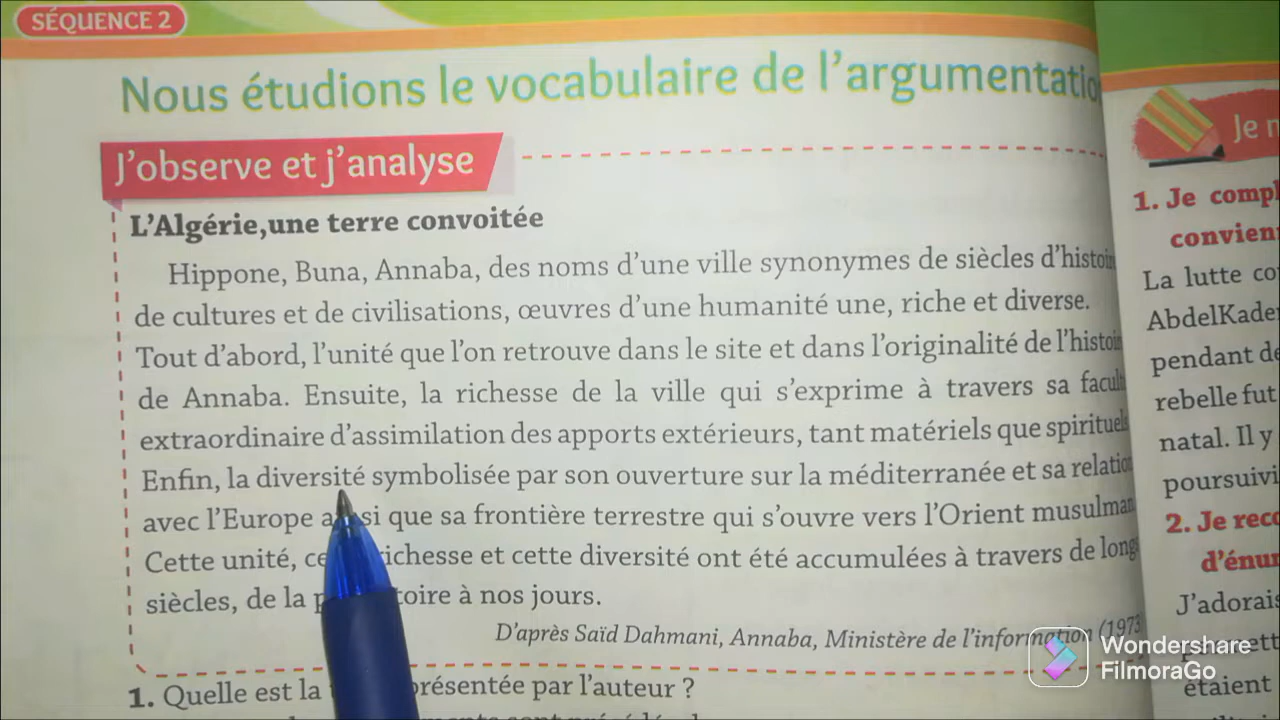 SÉQUENCE 2
Nous étudions le vocabulaire de l'argumentatio
J'observe et j'analyse
L'Algérie,une terre convoitée
Hippone, Buna, Annaba, des noms d'une ville synonymes de siècles d'histoi
de cultures et de civilisations, œuvres d'une humanité une, riche et diverse.
Tout d'abord, l'unité que l'on retrouve dans le site et dans l'originalité de l'histoi
de Annaba. Ensuite, la richesse de la ville qui s'exprime à travers sa facul
extraordinaire d'assimilation des apports extérieurs, tant matériels que spirituels
Enfin, la diversité symbolisée par son ouverture sur la méditerranée et sa relatio
avec l'Europe ainsi que sa frontière terrestre qui s'ouvre vers l'Orient musulman
Cette unité, richesse et cette diversité ont été accumulées à travers de long
siècles, de la toire à nos jours.
D'après Saïd Dahmani, Annaba, Ministère de l'information (1973
1. Quelle est la présentée par l'auteur ?
Je
1. Je comp
convien
La lutte co
AbdelKader
pendant de
rebelle fut
natal. Il y
poursuivi
2. Je reco
d'énu
J'adorais
étaient
Wondershare
FilmoraGo